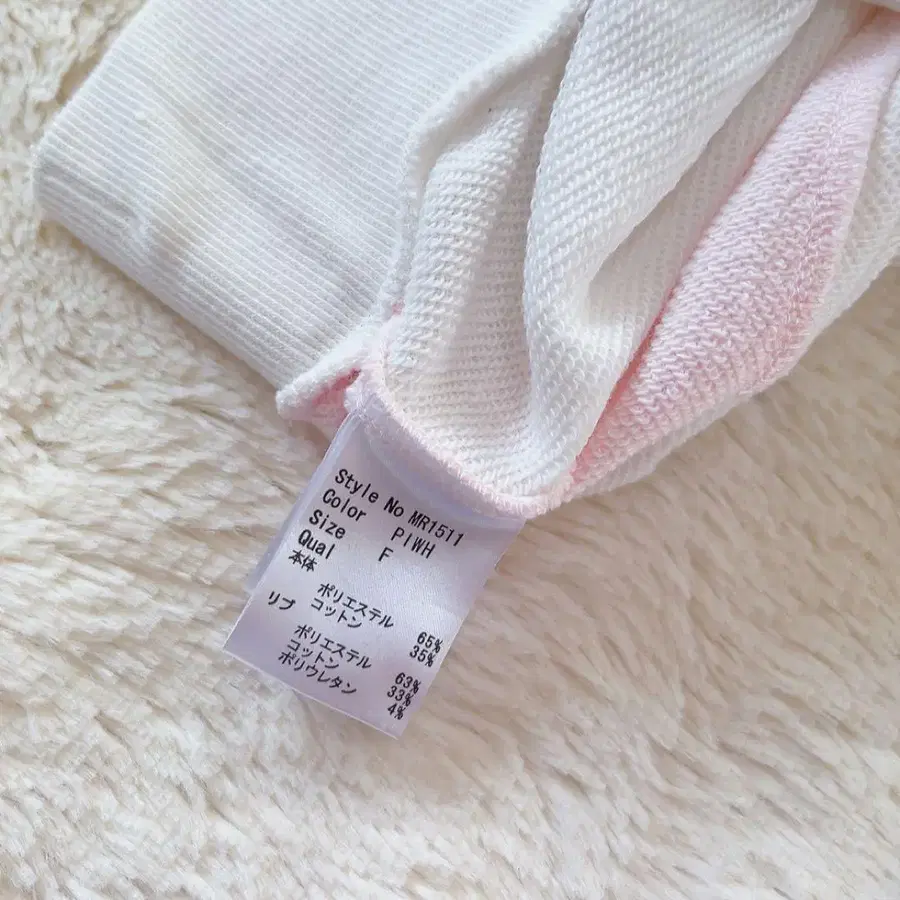 Style No MR1511
Color PIWH
Size F
Qual
本体
ポリエステル 65%
コットン 35%
リブ
ポリエステル 63%
コットン 33%
ポリウレタン 4%